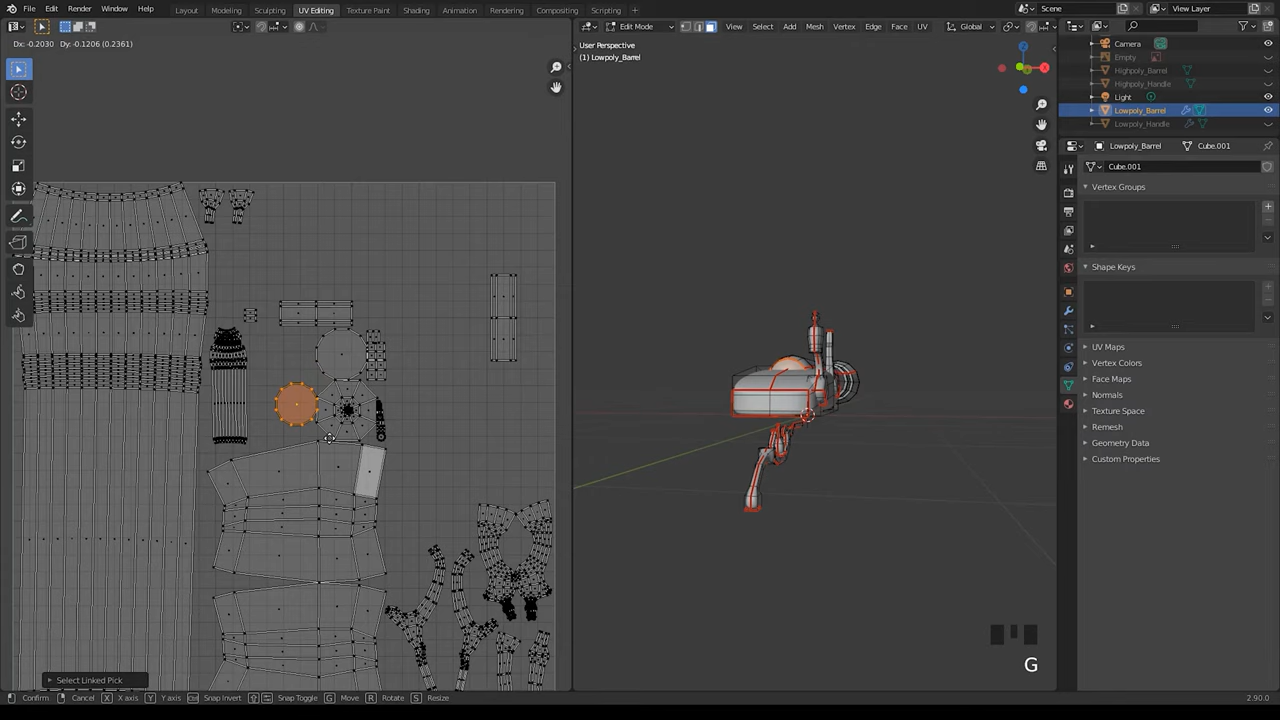 File Edit Render Window Help
Layout Modeling Sculpting UV Editing Texture Paint Shading Animation Rendering Compositing Scripting +
Scene
View Layer
Dx: -0.2030 Dy: -0.1206 (0.2361)
Edit Mode View Select Add Mesh Vertex Edge Face UV Global
User Perspective
(1) Lowpoly_Barrel
X
Y
Camera
Empty
Highpoly_Barrel
Highpoly_Handle
Light
Lowpoly_Barrel
Lowpoly_Handle
Lowpoly_Barrel Cube.001
Cube.001
Vertex Groups
Shape Keys
UV Maps
Vertex Colors
Face Maps
Normals
Texture Space
Remesh
Geometry Data
Custom Properties
G
Select Linked Pick
Confirm Cancel X X axis Y Y axis Ctrl Snap Invert Snap Toggle G Move R Rotate S Resize
2.90.0